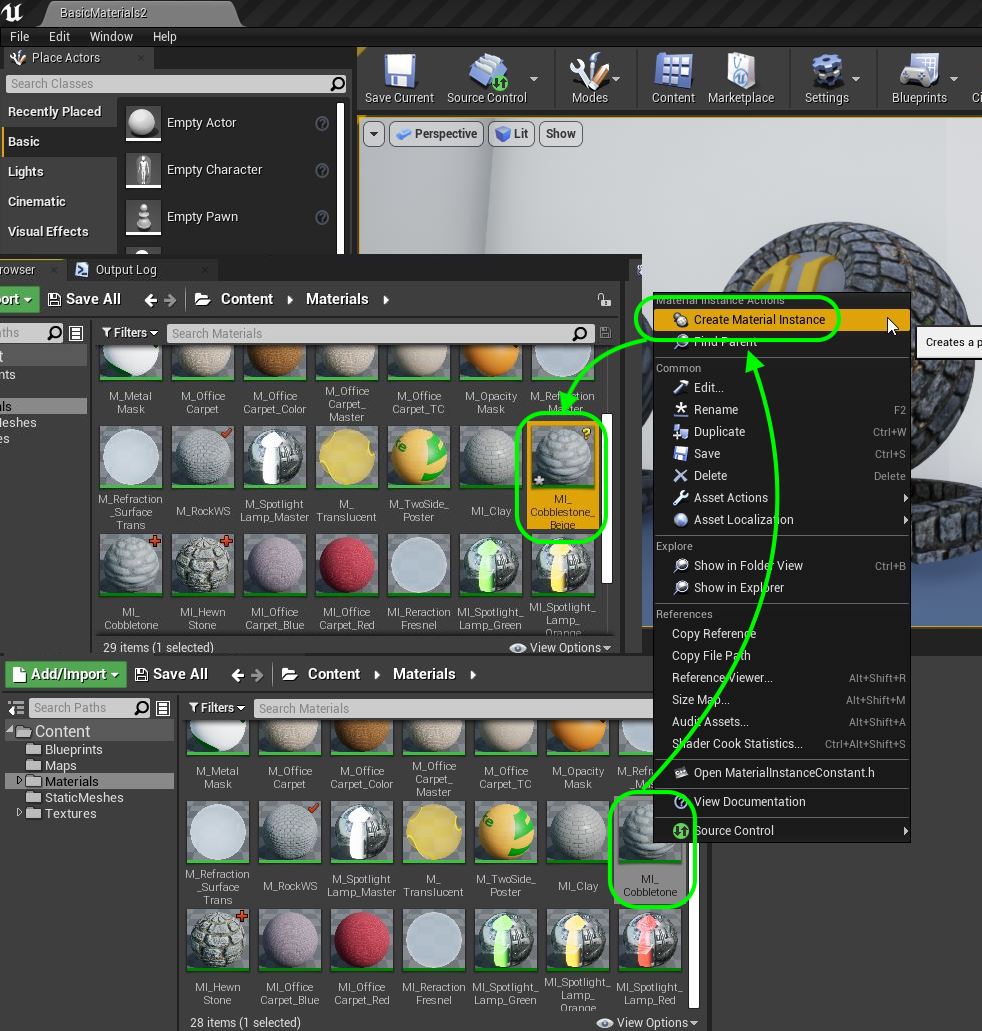 BasicMaterials2
File Edit Window Help
Place Actors
Search Classes
Recently Placed
Basic
Lights
Cinematic
Visual Effects
Empty Actor
Empty Character
Empty Pawn
Save Current
Source Control
Modes
Content
Marketplace
Settings
Blueprints
Perspective
Lit
Show
rowser
Output Log
ort
Save All
Content
Materials
ths
Filters
Search Materials
t
nts
als
Meshes
es
M_Metal
Mask
M_Office
Carpet
M_Office
Carpet_Color
M_Office
Carpet_
Master
M_Office
Carpet_TC
M_Opacity
Mask
M_Refraction
Master
M_Refraction
_Surface
Trans
M_RockWS
M_Spotlight
Lamp_Master
M_
Translucent
M_TwoSide_
Poster
MI_Clay
MI_
Cobblestone_
Beige
MI_
Cobbletone
MI_Hewn
Stone
MI_Office
Carpet_Blue
MI_Office
Carpet_Red
MI_Reraction
Fresnel
MI_Spotlight_
Lamp_Green
MI_Spotlight_
Lamp_
Orange
29 items (1 selected)
View Options
Material Instance Actions
Create Material Instance
Find Parent
Creates a p
Common
Edit...
Rename F2
Duplicate Ctrl+W
Save Ctrl+S
Delete Delete
Asset Actions
Asset Localization
Explore
Show in Folder View Ctrl+B
Show in Explorer
References
Copy Reference
Copy File Path
Reference Viewer... Alt+Shift+R
Size Map... Alt+Shift+M
Audit Assets... Alt+Shift+A
Shader Cook Statistics... Ctrl+Alt+Shift+S
Open MaterialInstanceConstant.h
View Documentation
Source Control
Add/Import
Save All
Content
Materials
Search Paths
Filters
Search Materials
Content
Blueprints
Maps
Materials
StaticMeshes
Textures
M_Metal
Mask
M_Office
Carpet
M_Office
Carpet_Color
M_Office
Carpet_
Master
M_Office
Carpet_TC
M_Opacity
Mask
M_Refr
Ma
M_Refraction
_Surface
Trans
M_RockWS
M_Spotlight
Lamp_Master
M_
Translucent
M_TwoSide_
Poster
MI_Clay
MI_
Cobbletone
MI_Hewn
Stone
MI_Office
Carpet_Blue
MI_Office
Carpet_Red
MI_Reraction
Fresnel
MI_Spotlight_
Lamp_Green
MI_Spotlight_
Lamp_
Orange
MI_Spotlight_
Lamp_Red
28 items (1 selected)
View Options